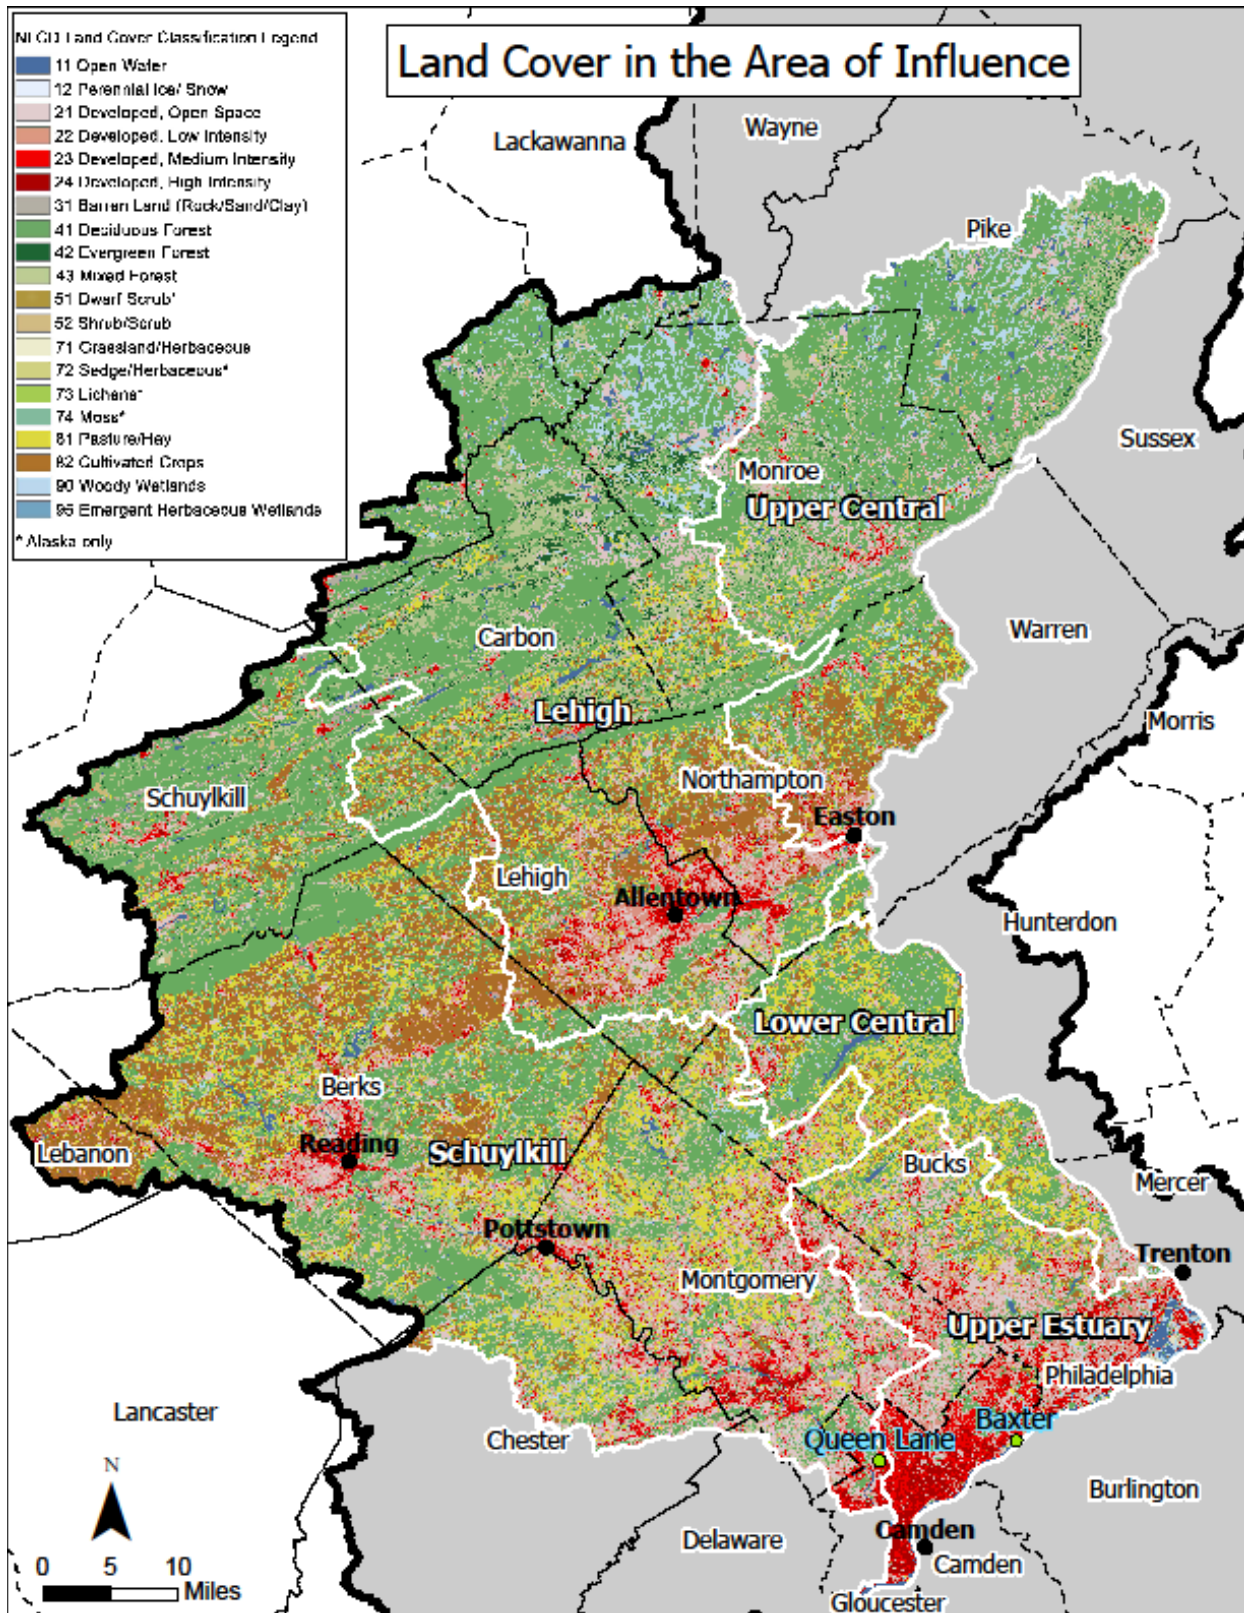 Land Cover in the Area of Influence
NLCD Land Cover Classification Legend
11 Open Water
12 Perennial Ice/ Snow
21 Developed, Open Space
22 Developed, Low Intensity
23 Developed, Medium Intensity
24 Developed, High Intensity
31 Barren Land (Rock/Sand/Clay)
41 Deciduous Forest
42 Evergreen Forest
43 Mixed Forest
51 Dwarf Scrub*
52 Shrub/Scrub
71 Grassland/Herbaceous
72 Sedge/Herbaceous*
73 Lichens*
74 Moss*
81 Pasture/Hay
82 Cultivated Crops
90 Woody Wetlands
95 Emergent Herbaceous Wetlands
* Alaska only
Wayne
Lackawanna
Pike
Sussex
Monroe
Upper Central
Warren
Carbon
Lehigh
Morris
Northampton
Schuylkill
Easton
Lehigh
Allentown
Hunterdon
Lower Central
Berks
Reading
Schuylkill
Lebanon
Bucks
Mercer
Pottstown
Trenton
Montgomery
Upper Estuary
Philadelphia
Lancaster
Baxter
Chester
Queen Lane
Burlington
N
Camden
Delaware
Camden
0 5 10
Miles
Gloucester